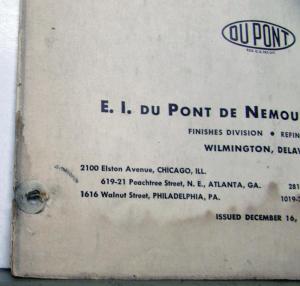 DU PONT
E. I. DU PONT DE NEMOU
FINISHES DIVISION • REFIN
WILMINGTON, DELA
2100 Elston Avenue, CHICAGO, ILL.
619-21 Peachtree Street, N. E., ATLANTA, GA. 281
1616 Walnut Street, PHILADELPHIA, PA. 1019-
ISSUED DECEMBER 16,